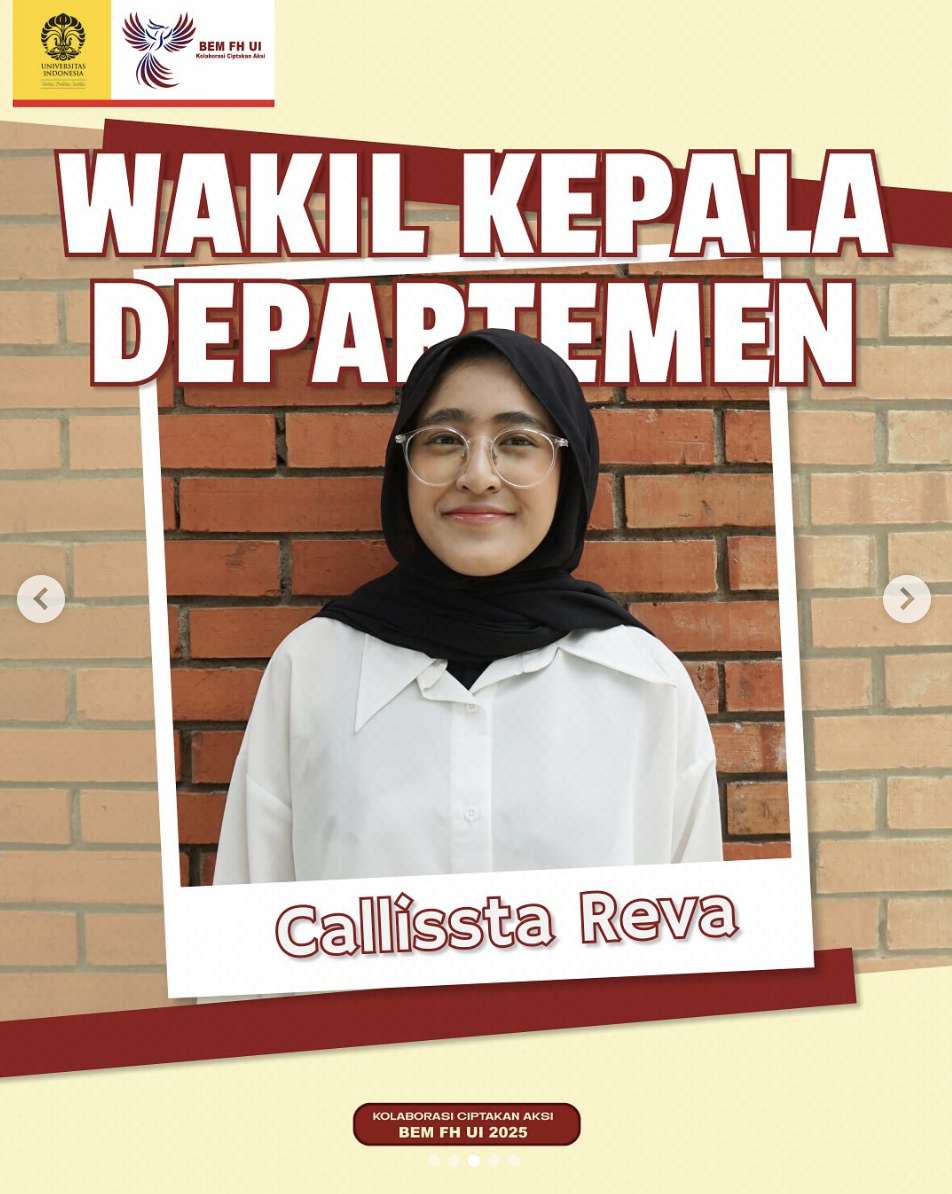 UNIVERSITAS
INDONESIA
BEM FH UI
Kolaborasi Ciptakan Aksi
WAKIL KEPALA
DEPARTEMEN
Callissta Reva
KOLABORASI CIPTAKAN AKSI
BEM FH UI 2025